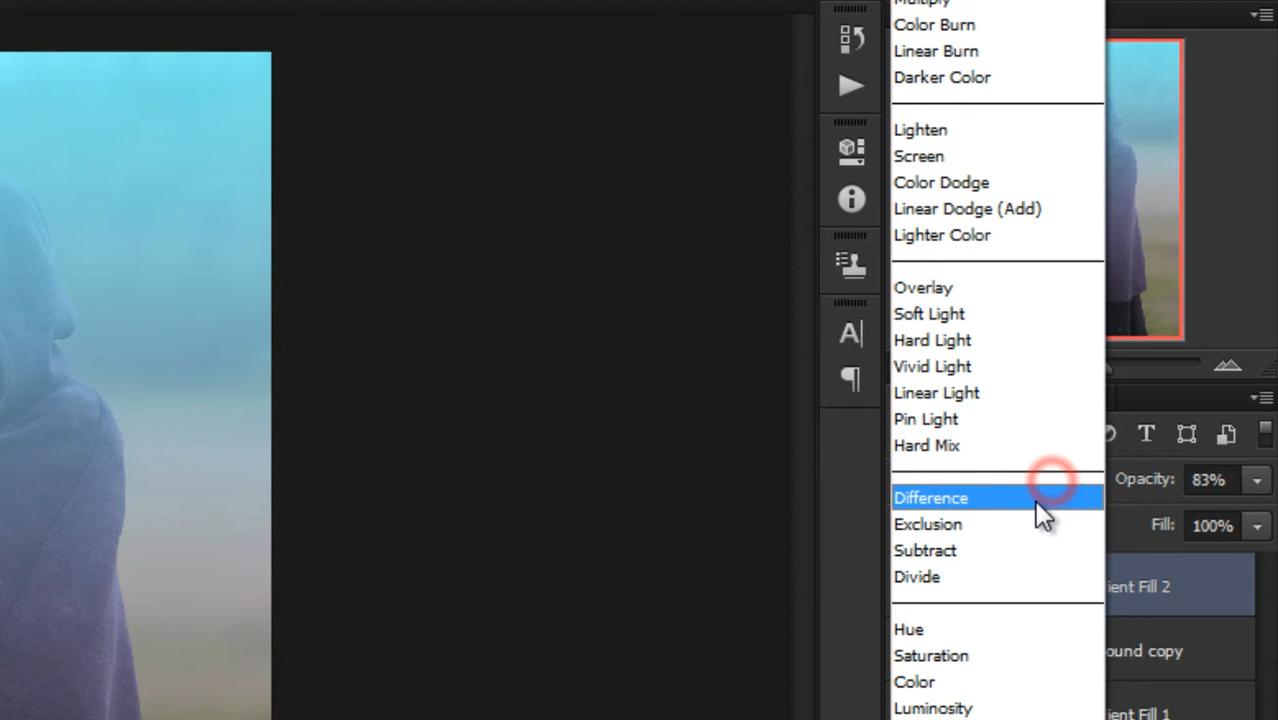 Multiply
Color Burn
Linear Burn
Darker Color
Lighten
Screen
Color Dodge
Linear Dodge (Add)
Lighter Color
Overlay
Soft Light
Hard Light
Vivid Light
Linear Light
Pin Light
Hard Mix
Difference
Exclusion
Subtract
Divide
Hue
Saturation
Color
Luminosity
A
T
Opacity: 83%
Fill: 100%
ient Fill 2
ound copy
ient Fill 1